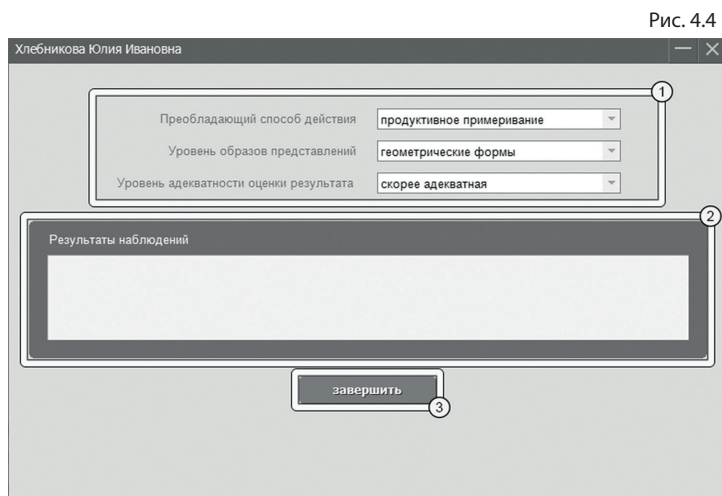 Рис. 4.4
Хлебникова Юлия Ивановна
1
Преобладающий способ действия продуктивное примеривание
Уровень образов представлений геометрические формы
Уровень адекватности оценки результата скорее адекватная
2
Результаты наблюдений
завершить
3